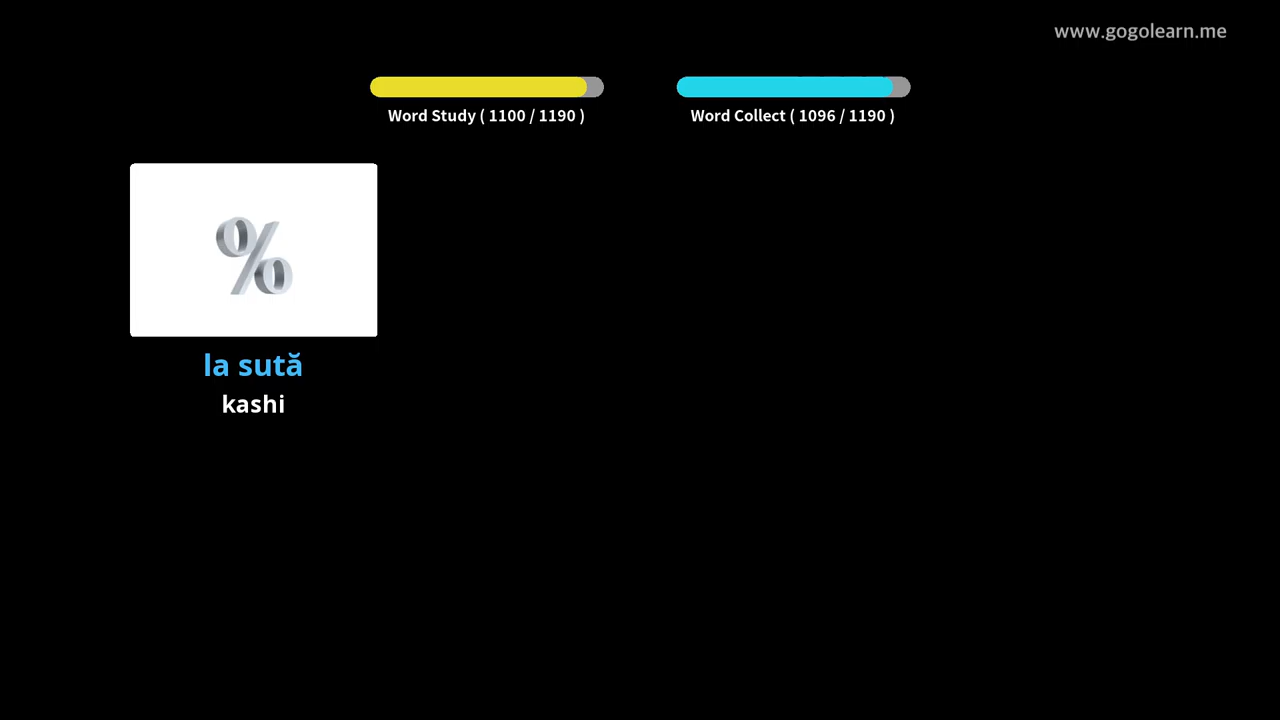 www.gogolearn.me
Word Study ( 1100 / 1190 )
Word Collect ( 1096 / 1190 )
%
la sută
kashi